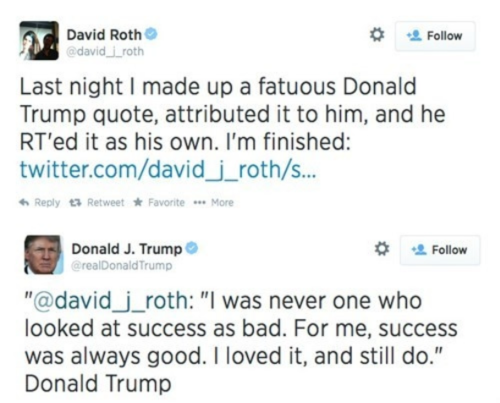 David Roth
Follow
@david_j_roth
Last night I made up a fatuous Donald
Trump quote, attributed it to him, and he
RT'ed it as his own. I'm finished:
twitter.com/david_j_roth/s...
Reply Retweet Favorite ••• More
Donald J. Trump
Follow
@realDonaldTrump
"@david_j_roth: "I was never one who
looked at success as bad. For me, success
was always good. I loved it, and still do."
Donald Trump